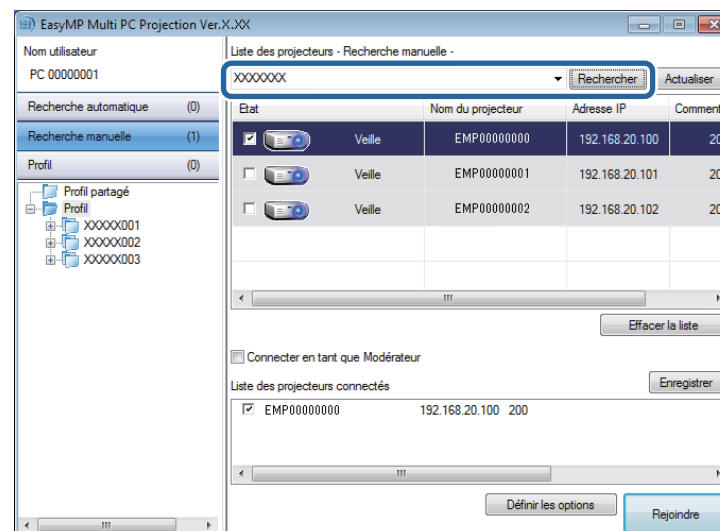 EasyMP Multi PC Projection Ver.X.XX
Nom utilisateur
PC 00000001
Recherche automatique (0)
Recherche manuelle (1)
Profil (0)
Profil partagé
Profil
XXXXX001
XXXXX002
XXXXX003
Liste des projecteurs - Recherche manuelle -
XXXXXXX Rechercher Actualiser
Etat Nom du projecteur Adresse IP Comment
Veille EMP00000000 192.168.20.100 20
Veille EMP00000001 192.168.20.101 20
Veille EMP00000002 192.168.20.102 20
Effacer la liste
Connecter en tant que Modérateur
Liste des projecteurs connectés Enregistrer
EMP00000000 192.168.20.100 200
Définir les options Rejoindre